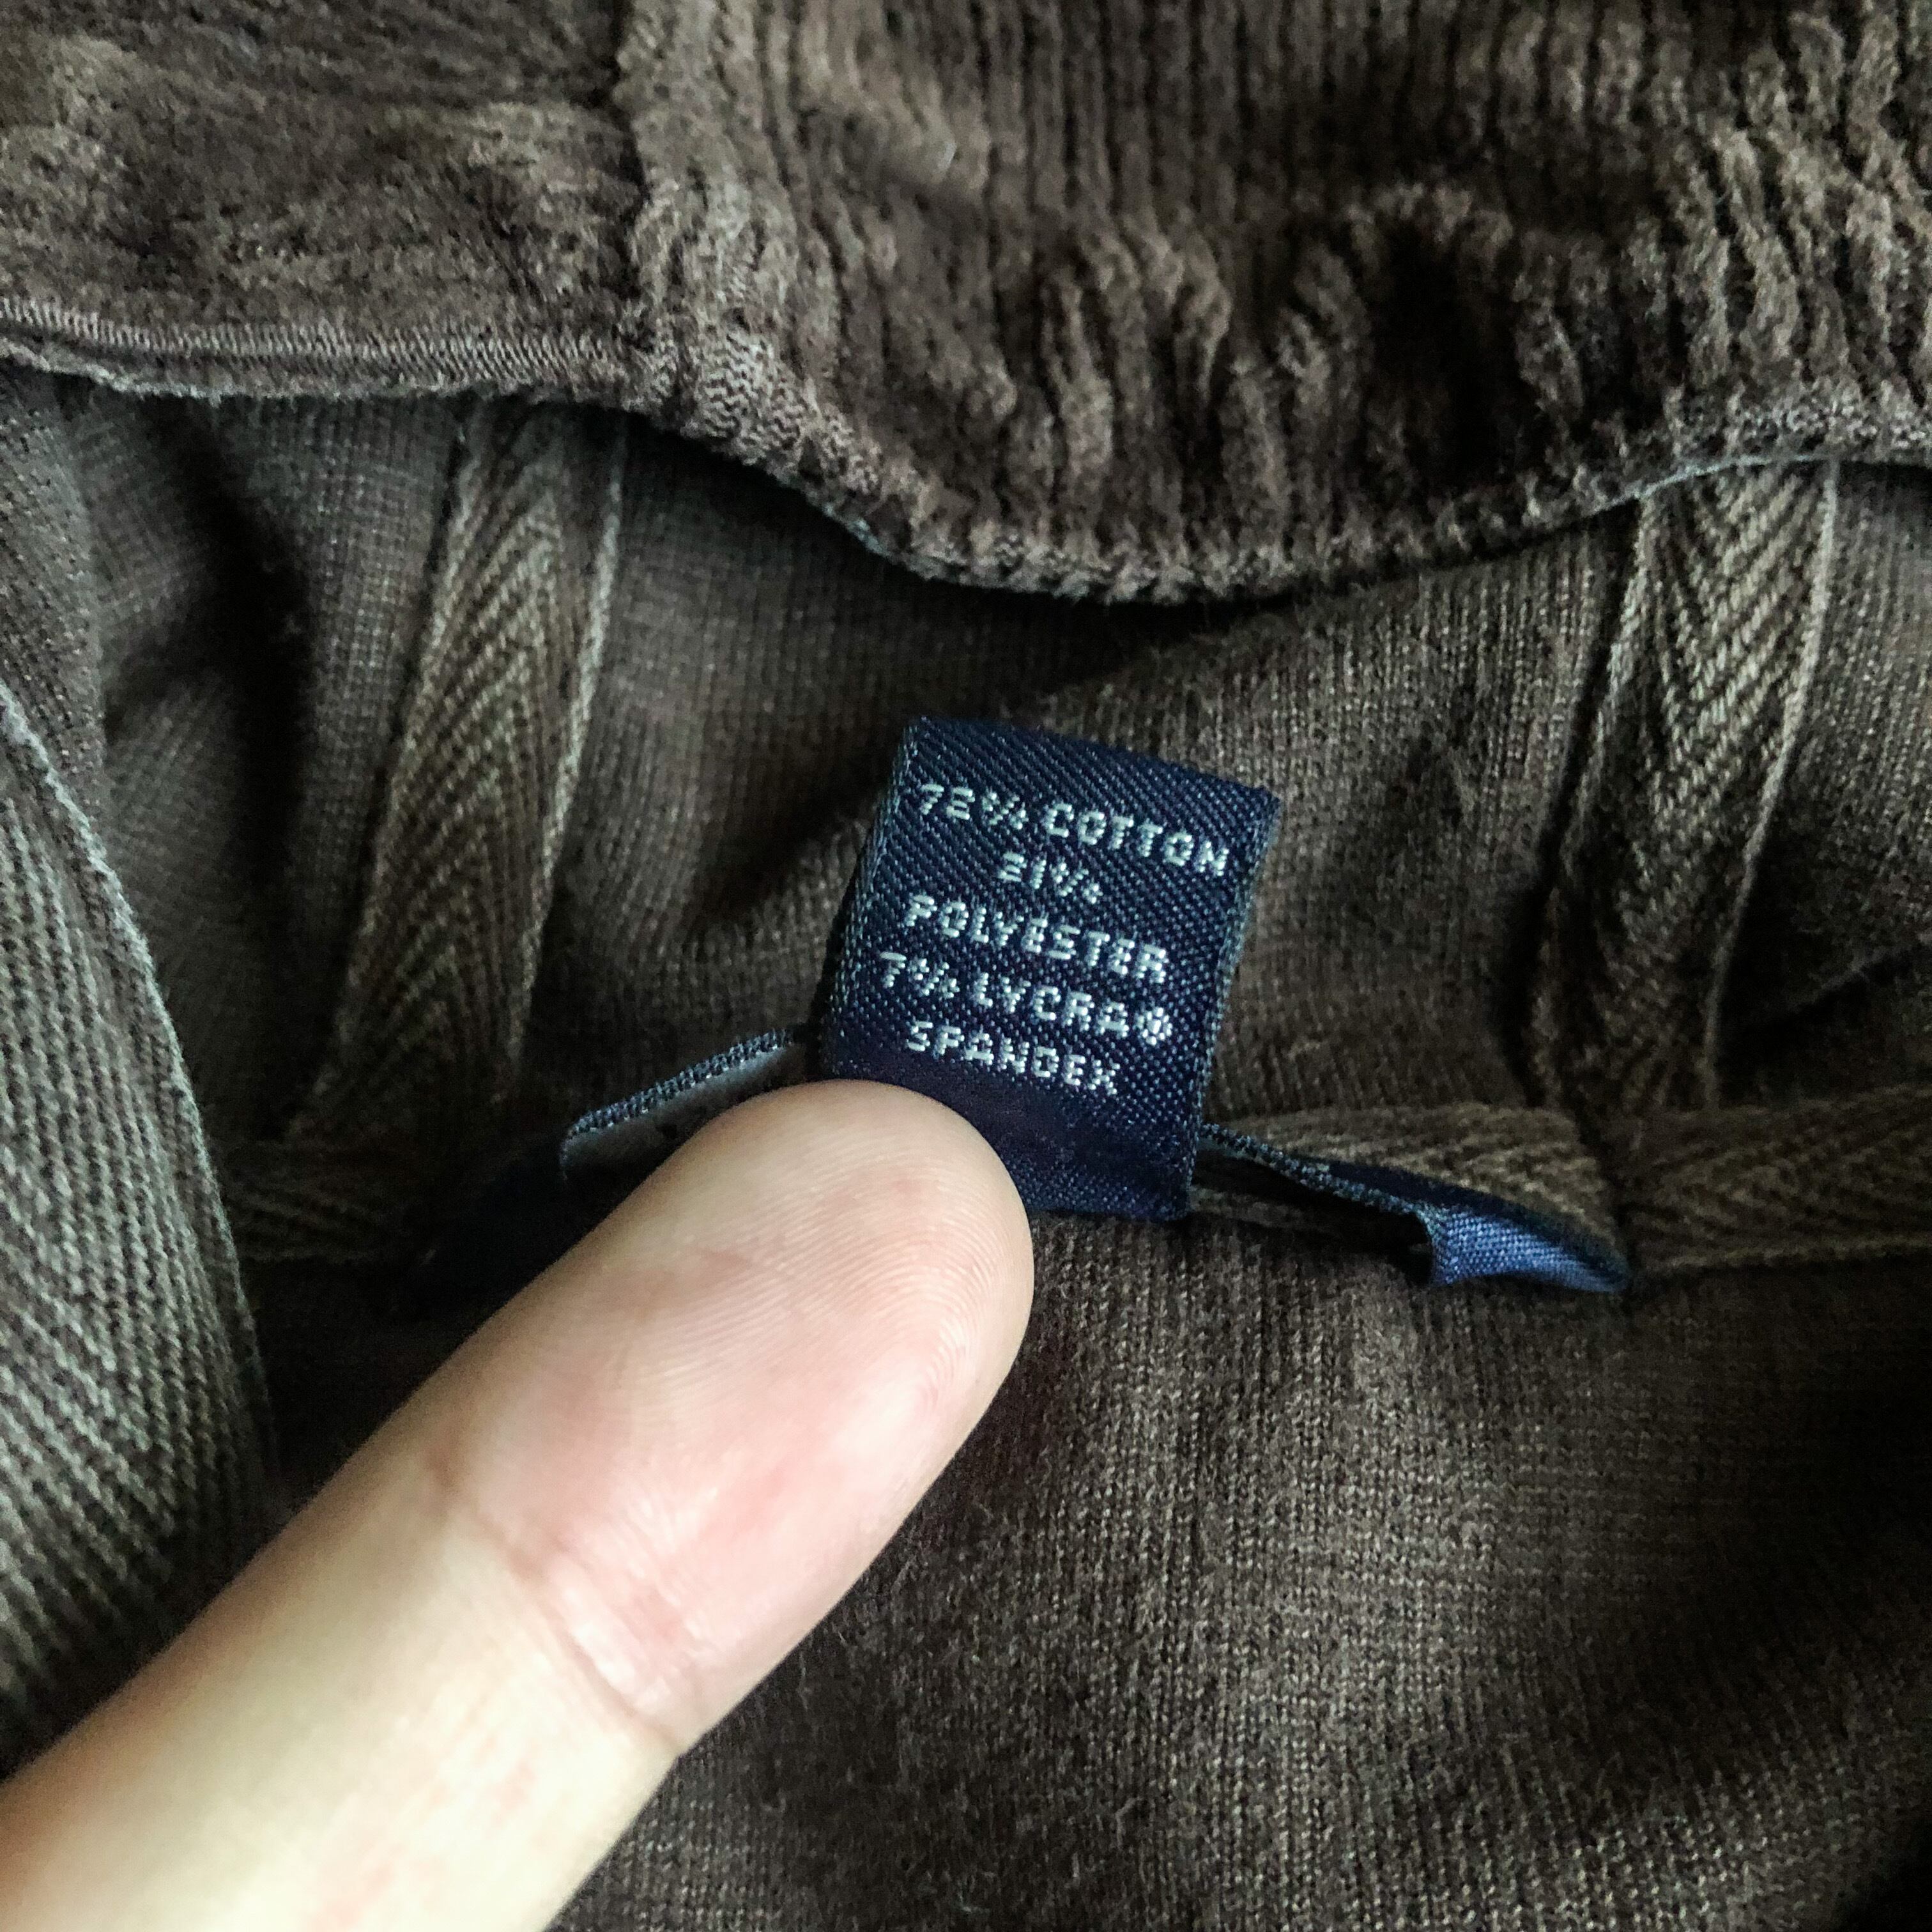 72% COTTON
21%
POLYESTER
7% LYCRA®
SPANDEX